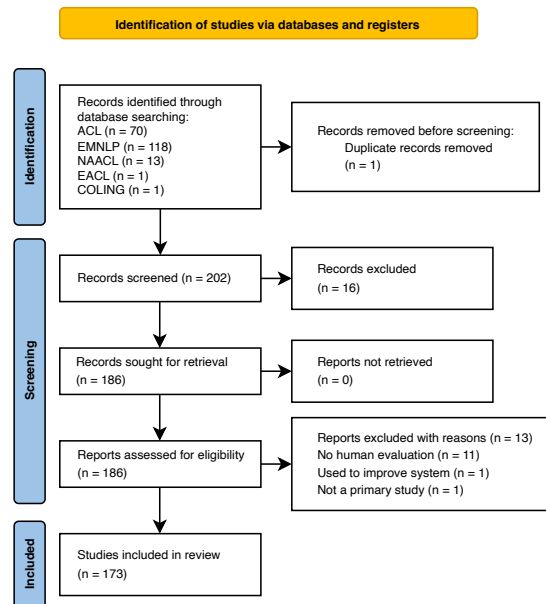 Identification of studies via databases and registers
Identification
Records identified through
database searching:
ACL (n = 70)
EMNLP (n = 118)
NAACL (n = 13)
EACL (n = 1)
COLING (n = 1)
Records removed before screening:
Duplicate records removed
(n = 1)
Screening
Records screened (n = 202)
Records excluded
(n = 16)
Records sought for retrieval
(n = 186)
Reports not retrieved
(n = 0)
Reports assessed for eligibility
(n = 186)
Reports excluded with reasons (n = 13)
No human evaluation (n = 11)
Used to improve system (n = 1)
Not a primary study (n = 1)
Included
Studies included in review
(n = 173)